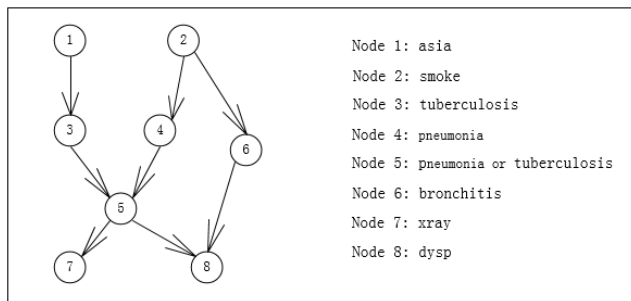 1
2
3
4
6
5
7
8
Node 1: asia
Node 2: smoke
Node 3: tuberculosis
Node 4: pneumonia
Node 5: pneumonia or tuberculosis
Node 6: bronchitis
Node 7: xray
Node 8: dysp